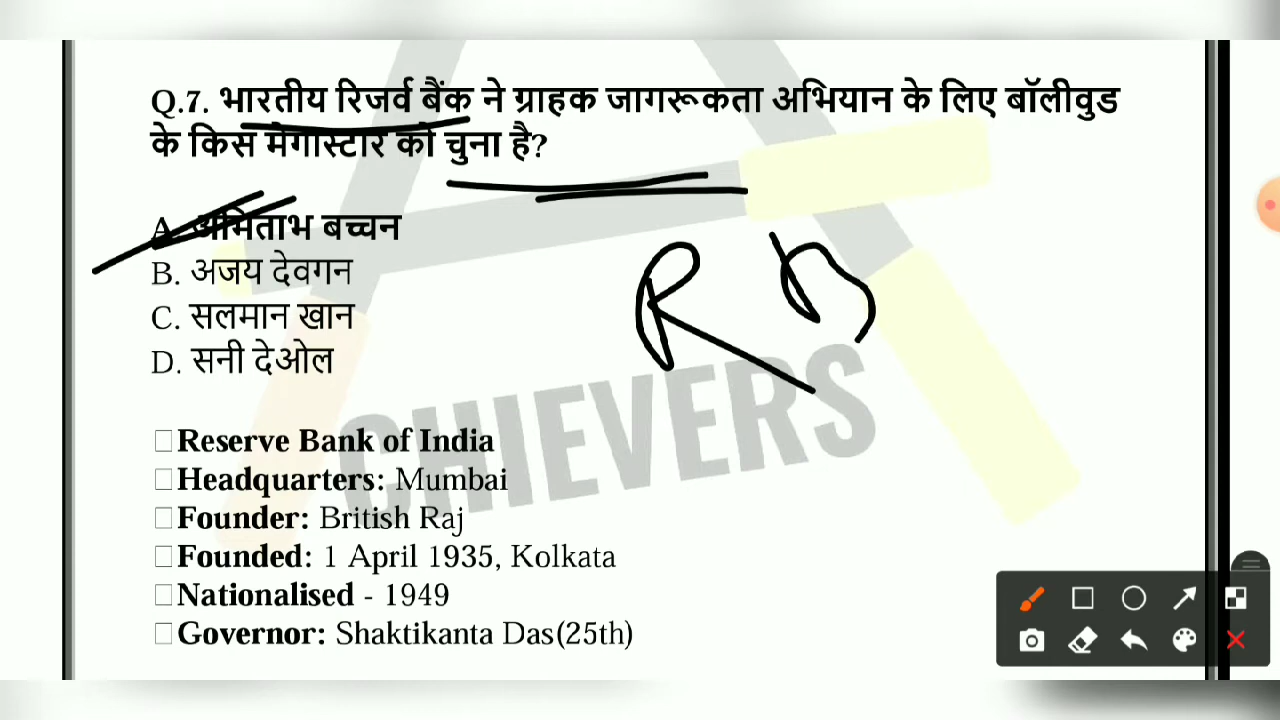 Q.7. भारतीय रिजर्व बैंक ने ग्राहक जागरूकता अभियान के लिए बॉलीवुड
के किस मेगास्टार को चुना है?
A. अमिताभ बच्चन
B. अजय देवगन
C. सलमान खान
D. सनी देओल
R B
CHIEVERS
Reserve Bank of India
Headquarters: Mumbai
Founder: British Raj
Founded: 1 April 1935, Kolkata
Nationalised - 1949
Governor: Shaktikanta Das(25th)